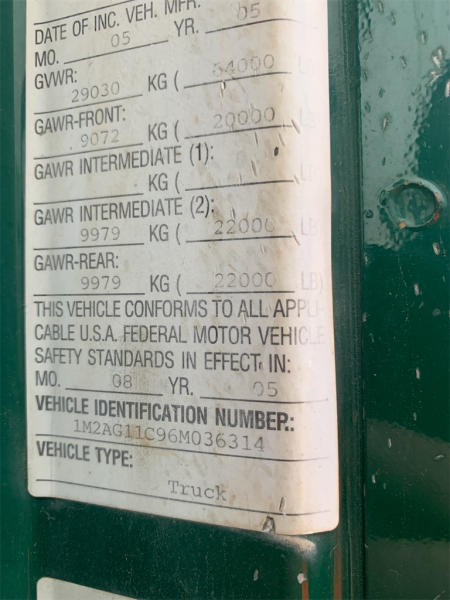 DATE OF INC. VEH. MFR.
MO. 05 YR. 05
GVWR:
29030 KG ( 64000 LB)
GAWR-FRONT:
9072 KG ( 20000 LB
GAWR INTERMEDIATE (1):
KG (
GAWR INTERMEDIATE (2):
9979 KG ( 22000 LB)
GAWR-REAR:
9979 KG ( 22000 LB)
THIS VEHICLE CONFORMS TO ALL APPLI-
CABLE U.S.A. FEDERAL MOTOR VEHICLE
SAFETY STANDARDS IN EFFECT IN:
MO. 08 YR. 05
VEHICLE IDENTIFICATION NUMBER:
1M2AG11C96M036314
VEHICLE TYPE:
Truck